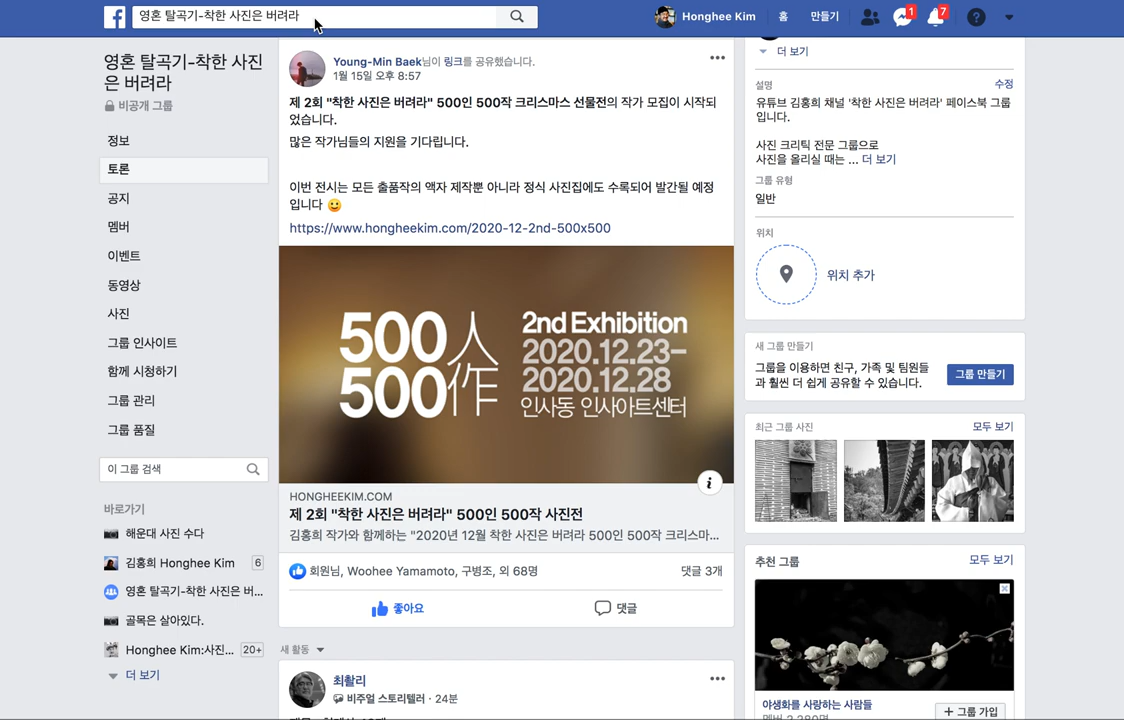 영혼 탈곡기-착한 사진은 버려라
Honghee Kim
홈
만들기
1
7
영혼 탈곡기-착한 사진
은 버려라
비공개 그룹
정보
토론
공지
멤버
이벤트
동영상
사진
그룹 인사이트
함께 시청하기
그룹 관리
그룹 품질
이 그룹 검색
바로가기
해운대 사진 수다
김홍희 Honghee Kim 6
영혼 탈곡기-착한 사진은 버...
골목은 살아있다.
Honghee Kim:사진... 20+
더 보기
Young-Min Baek님이 링크를 공유했습니다.
1월 15일 오후 8:57
제 2회 "착한 사진은 버려라" 500인 500작 크리스마스 선물전의 작가 모집이 시작되
었습니다.
많은 작가님들의 지원을 기다립니다.
이번 전시는 모든 출품작의 액자 제작뿐 아니라 정식 사진집에도 수록되어 발간될 예정
입니다
https://www.hongheekim.com/2020-12-2nd-500x500
500人
500作
2nd Exhibition
2020.12.23-
2020.12.28
인사동 인사아트센터
HONGHEEKIM.COM
제 2회 "착한 사진은 버려라" 500인 500작 사진전
김홍희 작가와 함께하는 "2020년 12월 착한 사진은 버려라 500인 500작 크리스마...
회원님, Woohee Yamamoto, 구병조, 외 68명
댓글 3개
좋아요
댓글
새 활동
최촬리
비주얼 스토리텔러 · 24분
더 보기
설명
수정
유튜브 김홍희 채널 '착한 사진은 버려라' 페이스북 그룹
입니다.
사진 크리틱 전문 그룹으로
사진을 올리실 때는 ... 더 보기
그룹 유형
일반
위치
위치 추가
새 그룹 만들기
그룹을 이용하면 친구, 가족 및 팀원들
과 훨씬 더 쉽게 공유할 수 있습니다.
그룹 만들기
최근 그룹 사진
모두 보기
추천 그룹
모두 보기
야생화를 사랑하는 사람들
+ 그룹 가입